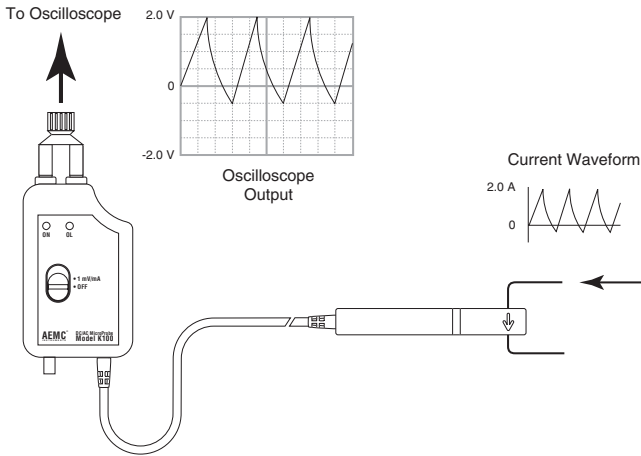 To Oscilloscope
2.0 V
0
-2.0 V
Oscilloscope
Output
Current Waveform
2.0 A
0
ON OL
• 1 mV/mA
• OFF
AEMC®
DC/AC MicroProbe
Model K100